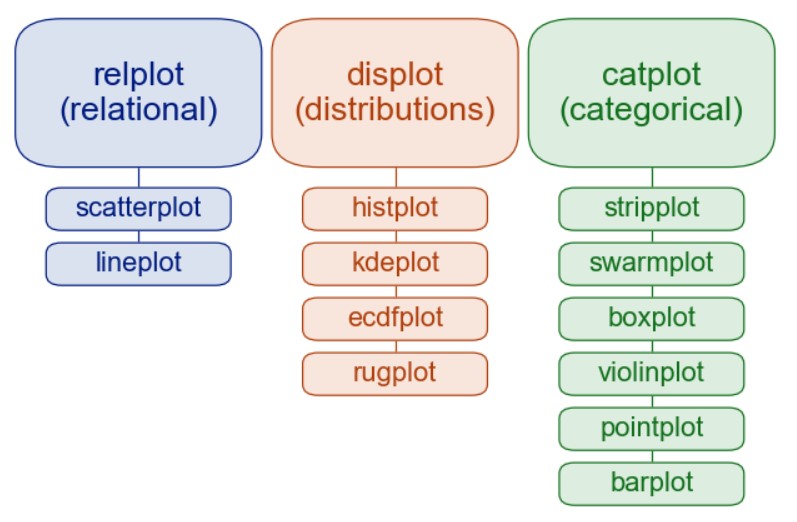 relplot
(relational)
scatterplot
lineplot
displot
(distributions)
histplot
kdeplot
ecdfplot
rugplot
catplot
(categorical)
stripplot
swarmplot
boxplot
violinplot
pointplot
barplot